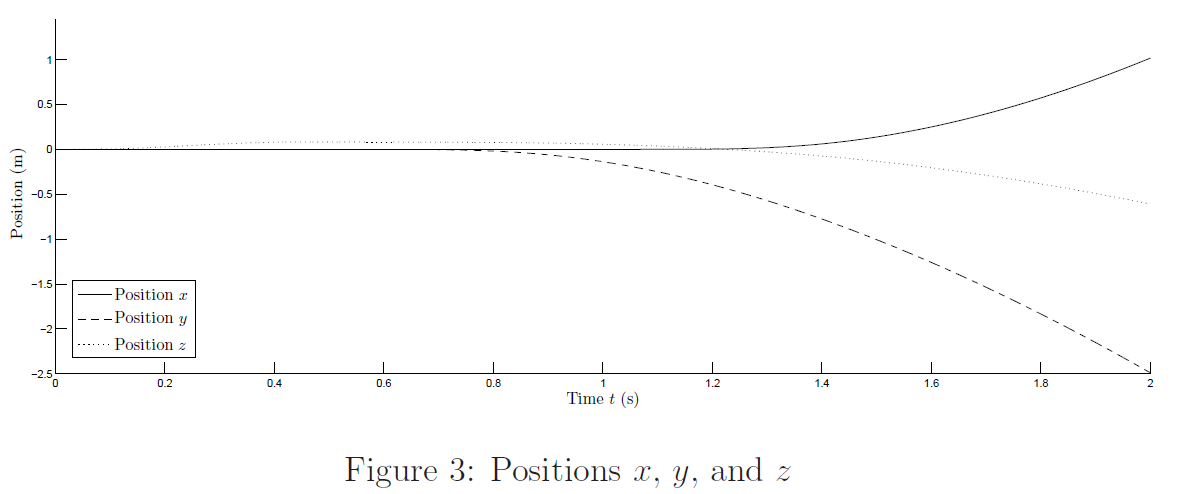 1
0.5
0
−0.5
−1
−1.5
−2
−2.5
Position (m)
Position x
Position y
Position z
0 0.2 0.4 0.6 0.8 1 1.2 1.4 1.6 1.8 2
Time t (s)
Figure 3: Positions x, y, and z